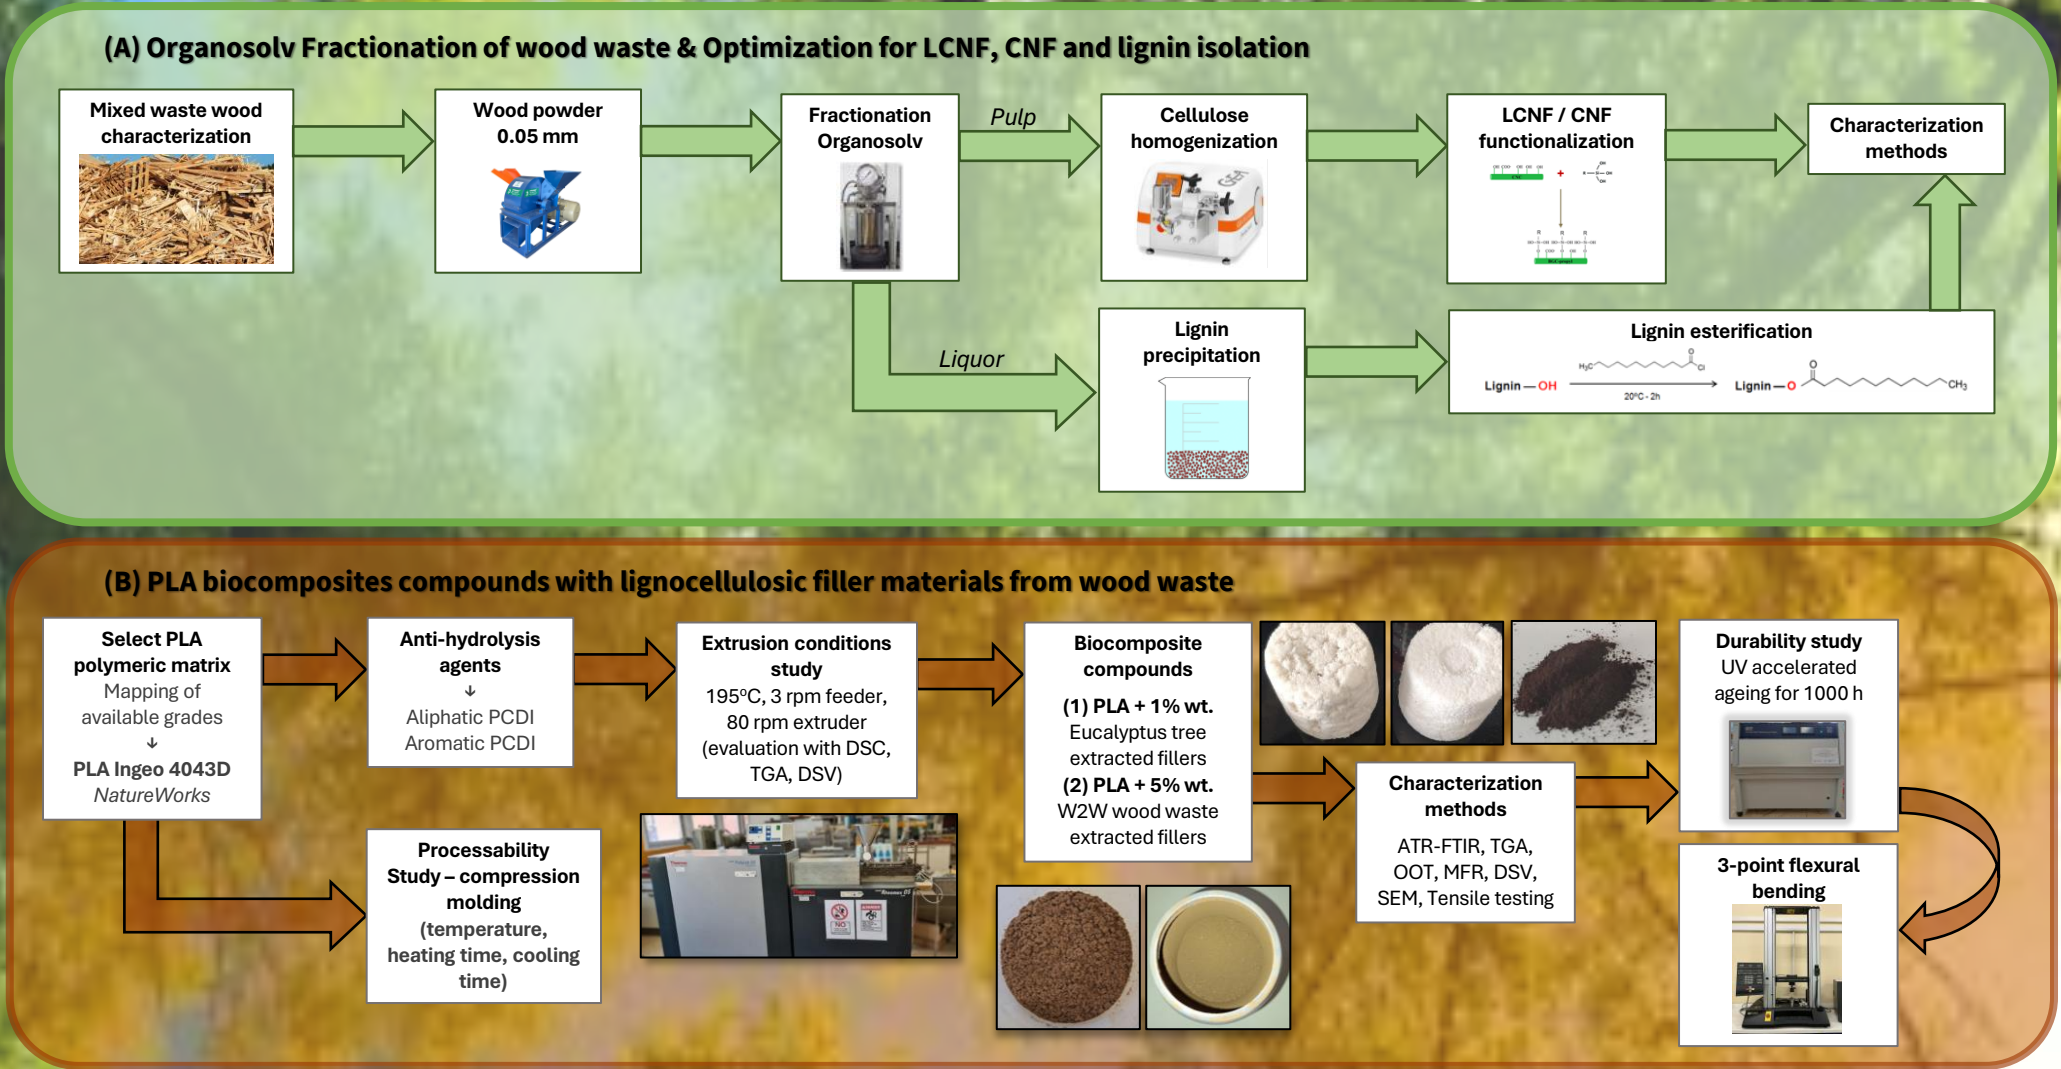 (A) Organosolv Fractionation of wood waste & Optimization for LCNF, CNF and lignin isolation
Mixed waste wood
characterization
Wood powder
0.05 mm
Fractionation
Organosolv
Pulp
Cellulose
homogenization
GEA
LCNF / CNF
functionalization
+
Characterization
methods
Liquor
Lignin
precipitation
Lignin esterification
H₃C
O
Cl
Lignin—OH
20ºC - 2h
Lignin—O
O
CH₃
(B) PLA biocomposites compounds with lignocellulosic filler materials from wood waste
Select PLA
polymeric matrix
Mapping of
available grades
↓
PLA Ingeo 4043D
NatureWorks
Anti-hydrolysis
agents
↓
Aliphatic PCDI
Aromatic PCDI
Extrusion conditions
study
195ºC, 3 rpm feeder,
80 rpm extruder
(evaluation with DSC,
TGA, DSV)
Biocomposite
compounds
(1) PLA + 1% wt.
Eucalyptus tree
extracted fillers
(2) PLA + 5% wt.
W2W wood waste
extracted fillers
Characterization
methods
ATR-FTIR, TGA,
OOT, MFR, DSV,
SEM, Tensile testing
Durability study
UV accelerated
ageing for 1000 h
3-point flexural
bending
Processability
Study – compression
molding
(temperature,
heating time, cooling
time)
NO